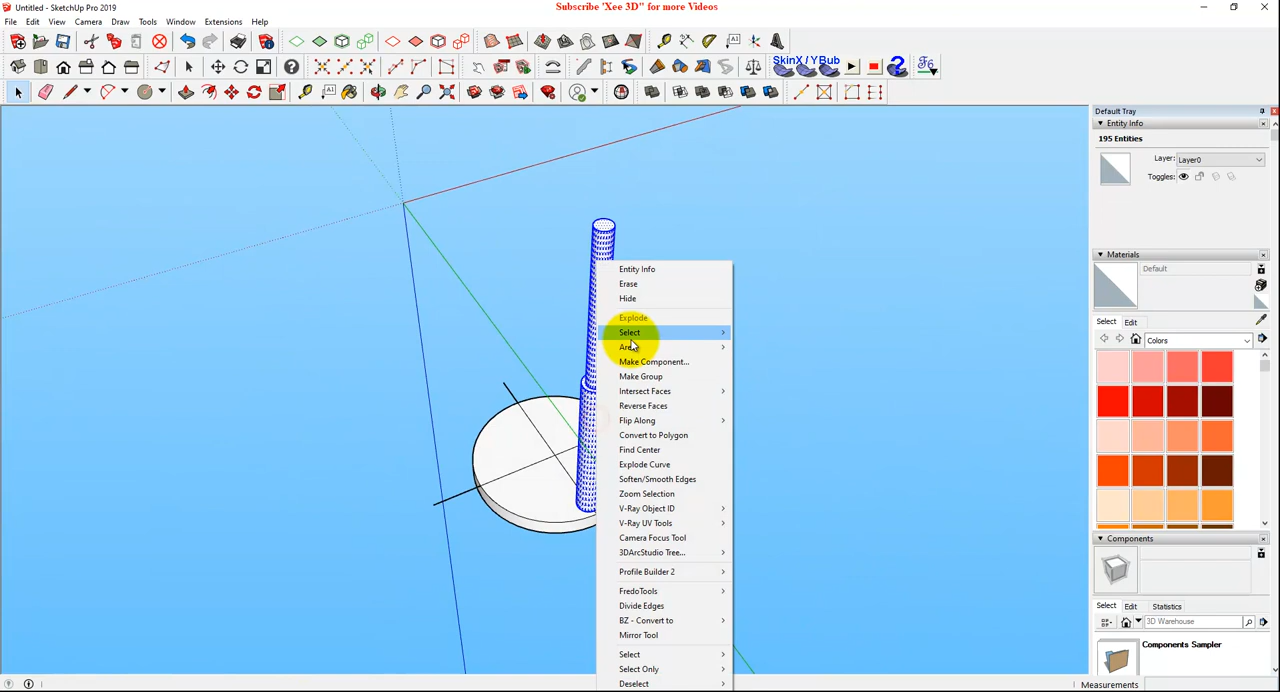 Untitled - SketchUp Pro 2019
Subscribe 'Xee 3D" for more Videos
File Edit View Camera Draw Tools Window Extensions Help
SkinX / YBub
Default Tray
Entity Info
195 Entities
Layer: Layer0
Toggles:
Materials
Default
Select Edit
Colors
Components
Select Edit Statistics
3D Warehouse
Components Sampler
Measurements
Entity Info
Erase
Hide
Explode
Select
Area
Make Component...
Make Group
Intersect Faces
Reverse Faces
Flip Along
Convert to Polygon
Find Center
Explode Curve
Soften/Smooth Edges
Zoom Selection
V-Ray Object ID
V-Ray UV Tools
Camera Focus Tool
3DArcStudio Tree...
Profile Builder 2
FredoTools
Divide Edges
BZ - Convert to
Mirror Tool
Select
Select Only
Deselect